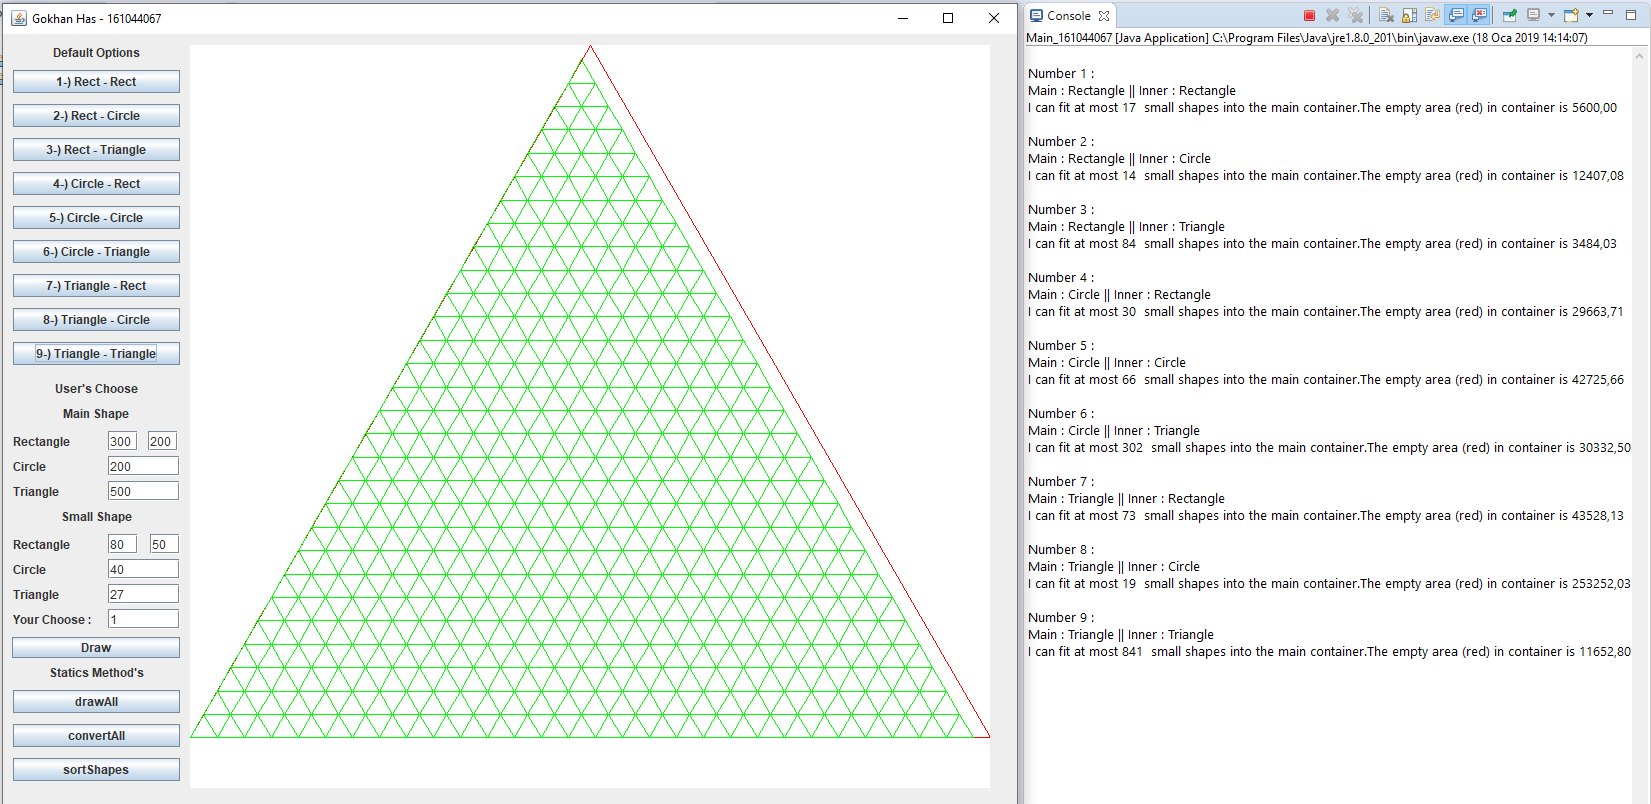 Gokhan Has - 161044067
Default Options
1-) Rect - Rect
2-) Rect - Circle
3-) Rect - Triangle
4-) Circle - Rect
5-) Circle - Circle
6-) Circle - Triangle
7-) Triangle - Rect
8-) Triangle - Circle
9-) Triangle - Triangle
User's Choose
Main Shape
Rectangle 300 200
Circle 200
Triangle 500
Small Shape
Rectangle 80 50
Circle 40
Triangle 27
Your Choose : 1
Draw
Statics Method's
drawAll
convertAll
sortShapes
Console
Main_161044067 [Java Application] C:\Program Files\Java\jre1.8.0_201\bin\javaw.exe (18 Oca 2019 14:14:07)
Number 1 :
Main : Rectangle || Inner : Rectangle
I can fit at most 17 small shapes into the main container.The empty area (red) in container is 5600,00
Number 2 :
Main : Rectangle || Inner : Circle
I can fit at most 14 small shapes into the main container.The empty area (red) in container is 12407,08
Number 3 :
Main : Rectangle || Inner : Triangle
I can fit at most 84 small shapes into the main container.The empty area (red) in container is 3484,03
Number 4 :
Main : Circle || Inner : Rectangle
I can fit at most 30 small shapes into the main container.The empty area (red) in container is 29663,71
Number 5 :
Main : Circle || Inner : Circle
I can fit at most 66 small shapes into the main container.The empty area (red) in container is 42725,66
Number 6 :
Main : Circle || Inner : Triangle
I can fit at most 302 small shapes into the main container.The empty area (red) in container is 30332,50
Number 7 :
Main : Triangle || Inner : Rectangle
I can fit at most 73 small shapes into the main container.The empty area (red) in container is 43528,13
Number 8 :
Main : Triangle || Inner : Circle
I can fit at most 19 small shapes into the main container.The empty area (red) in container is 253252,03
Number 9 :
Main : Triangle || Inner : Triangle
I can fit at most 841 small shapes into the main container.The empty area (red) in container is 11652,80